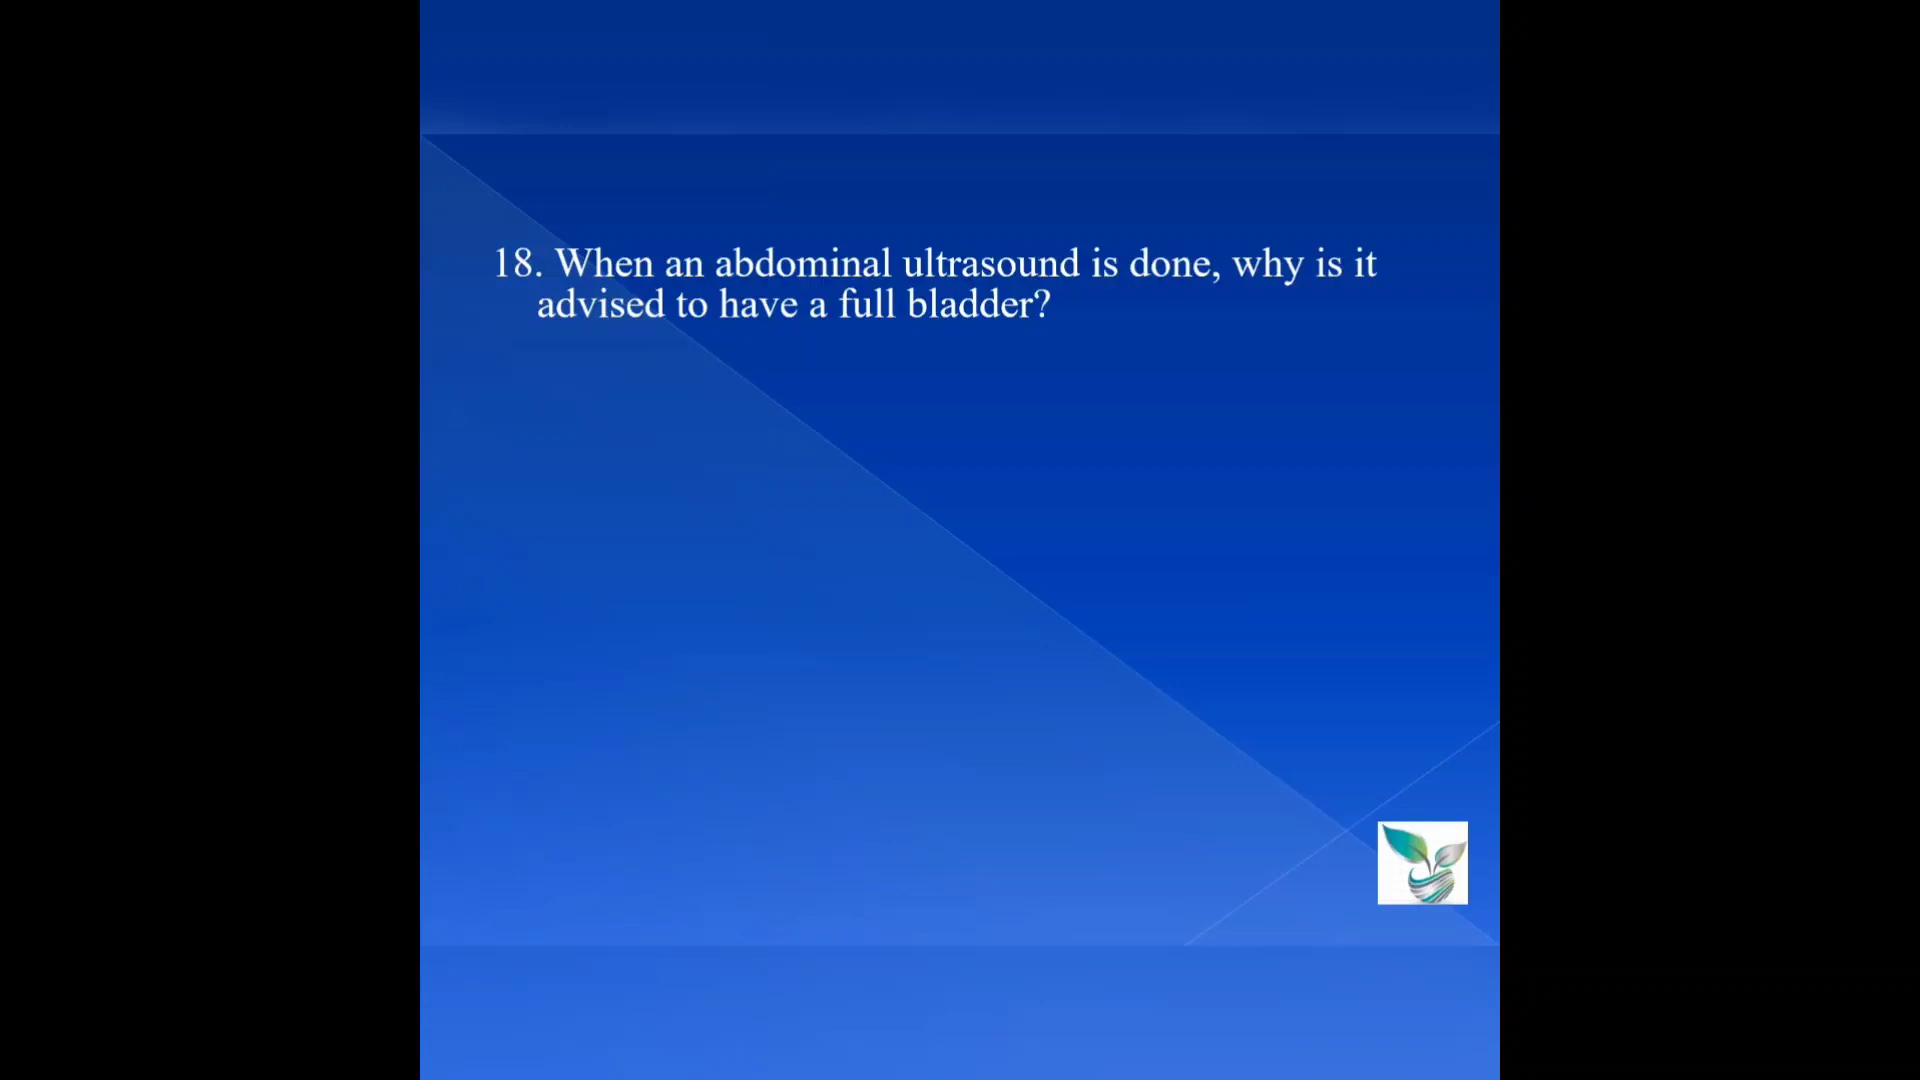 18. When an abdominal ultrasound is done, why is it
advised to have a full bladder?